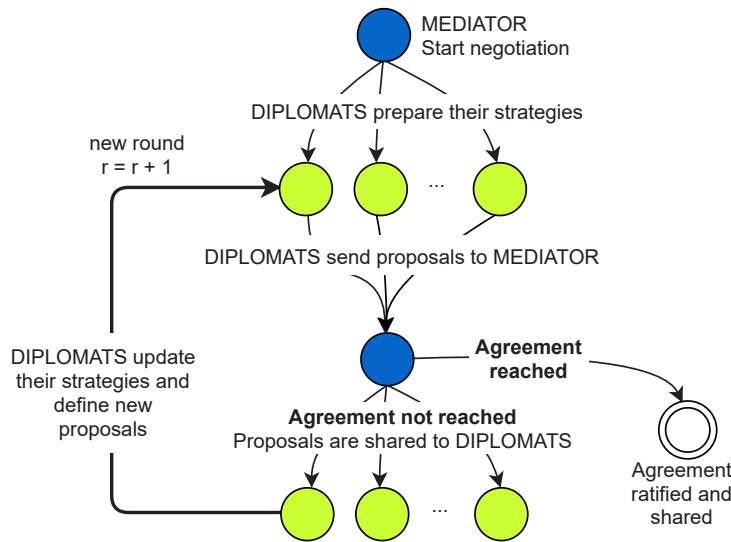 MEDIATOR
Start negotiation
DIPLOMATS prepare their strategies
new round
r = r + 1
...
DIPLOMATS send proposals to MEDIATOR
Agreement
reached
DIPLOMATS update
their strategies and
define new
proposals
Agreement not reached
Proposals are shared to DIPLOMATS
...
Agreement
ratified and
shared